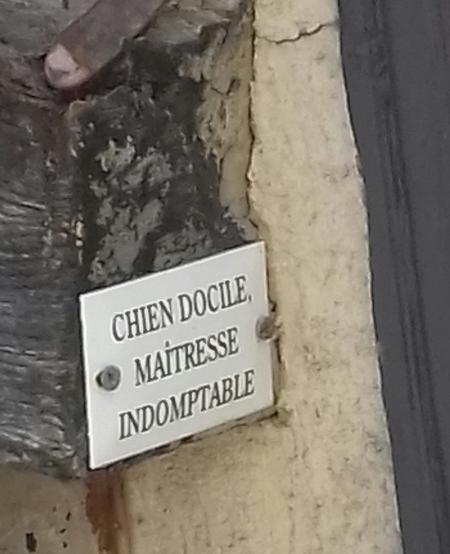 CHIEN DOCILE,
MAÎTRESSE
INDOMPTABLE